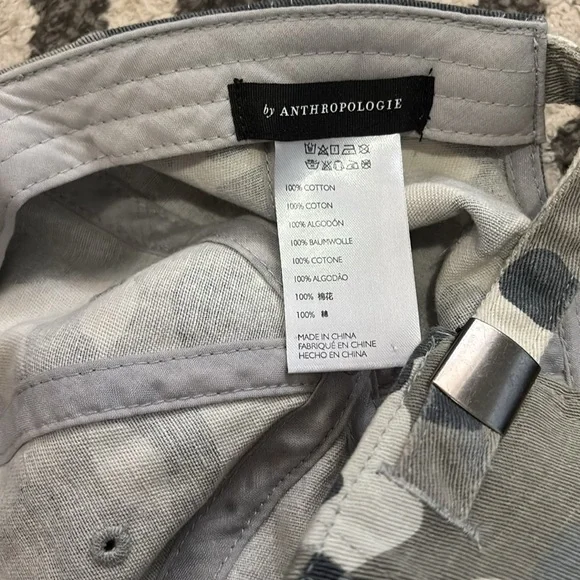 by ANTHROPOLOGIE
100% COTTON
100% COTON
100% ALGODÓN
100% BAUMWOLLE
100% COTONE
100% ALGODÃO
100% 棉花
100% 綿
MADE IN CHINA
FABRIQUÉ EN CHINE
HECHO EN CHINA